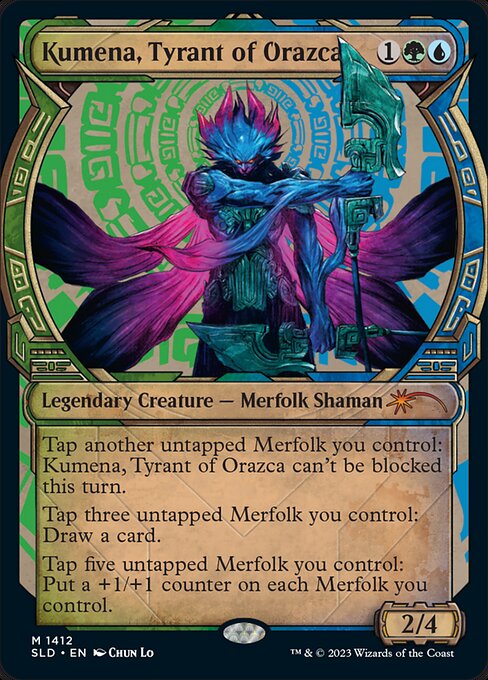 Kumena, Tyrant of Orazca 1
Legendary Creature — Merfolk Shaman
Tap another untapped Merfolk you control:
Kumena, Tyrant of Orazca can't be blocked
this turn.
Tap three untapped Merfolk you control:
Draw a card.
Tap five untapped Merfolk you control:
Put a +1/+1 counter on each Merfolk you
control.
2/4
M 1412
SLD • EN Chun Lo
™ & © 2023 Wizards of the Coast